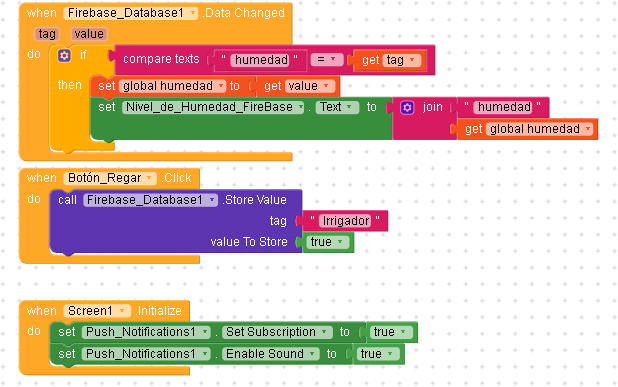 when Firebase_Database1 .Data Changed
tag value
do if compare texts " humedad " = get tag
then set global humedad to get value
set Nivel_de_Humedad_FireBase . Text to join " humedad "
get global humedad
when Botón_Regar .Click
do call Firebase_Database1 .Store Value
tag " Irrigador "
value To Store true
when Screen1 .Initialize
do set Push_Notifications1 . Set Subscription to true
set Push_Notifications1 . Enable Sound to true